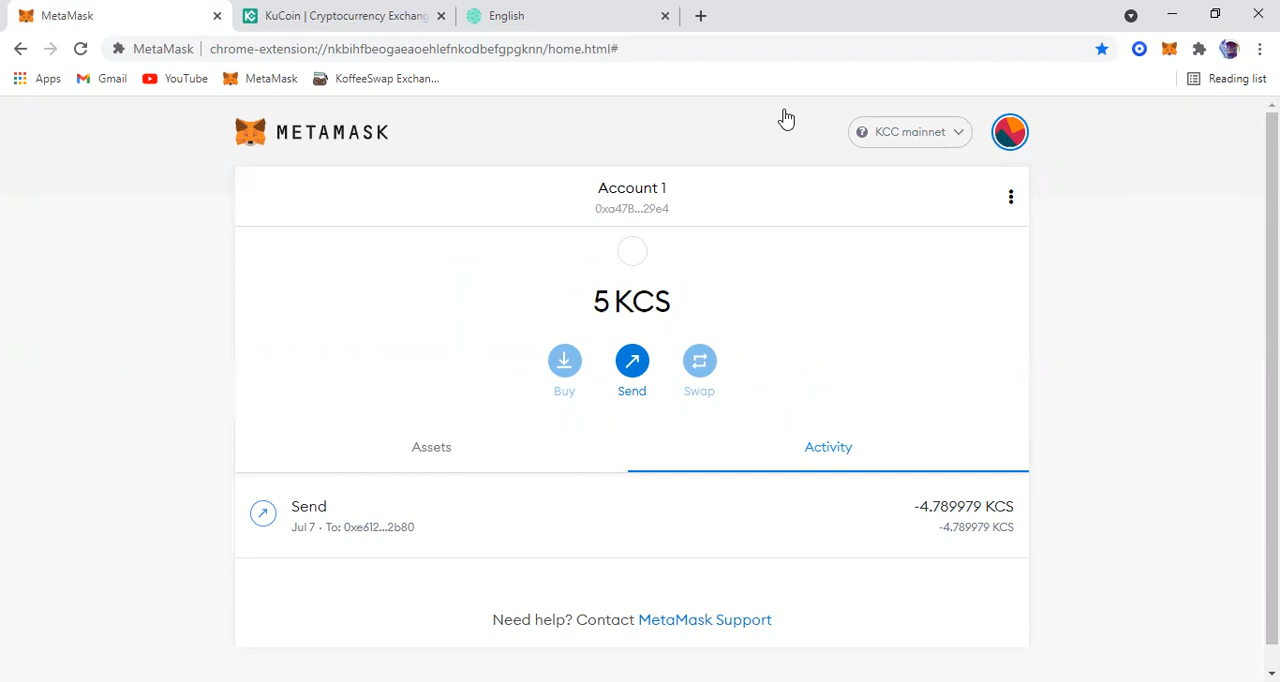 MetaMask
KuCoin | Cryptocurrency Exchang
English
MetaMask
chrome-extension://nkbihfbeogaeaoehlefnkodbefgpgknn/home.html#
Apps
Gmail
YouTube
MetaMask
KoffeeSwap Exchan...
Reading list
METAMASK
KCC mainnet
Account 1
0xa47B...29e4
5 KCS
Buy
Send
Swap
Assets
Activity
Send
-4.789979 KCS
Jul 7 · To: 0xe612...2b80
-4.789979 KCS
Need help? Contact MetaMask Support